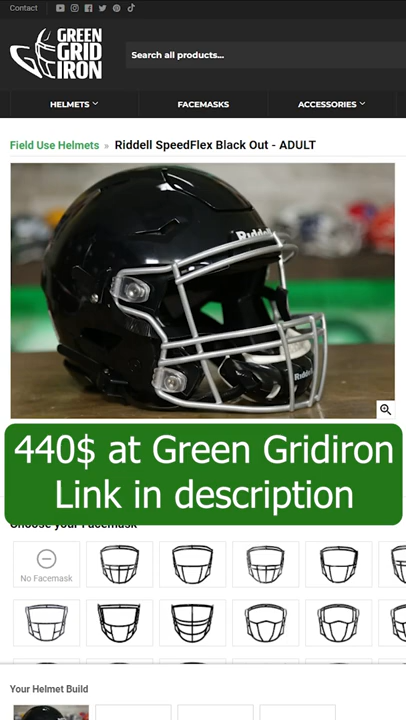 Contact
GREEN
GRID
IRON
Search all products...
HELMETS
FACEMASKS
ACCESSORIES
Field Use Helmets » Riddell SpeedFlex Black Out - ADULT
Riddell
Riddell
440$ at Green Gridiron
Link in description
Choose your Facemask
No Facemask
Your Helmet Build